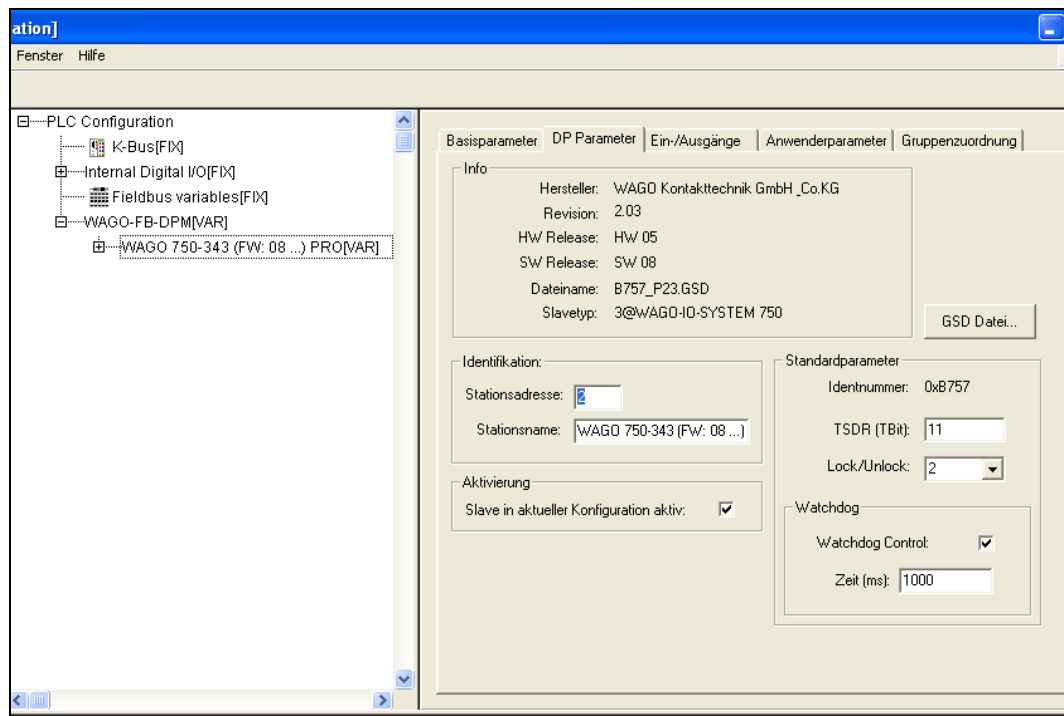 ation]
Fenster Hilfe
PLC Configuration
K-Bus[FIX]
Internal Digital I/O[FIX]
Fieldbus variables[FIX]
WAGO-FB-DPM[VAR]
WAGO 750-343 (FW: 08 ...) PRO[VAR]
Basisparameter DP Parameter Ein-/Ausgänge Anwenderparameter Gruppenzuordnung
Info
Hersteller: WAGO Kontakttechnik GmbH _Co.KG
Revision: 2.03
HW Release: HW 05
SW Release: SW 08
Dateiname: B757_P23.GSD
Slavetyp: 3@WAGO-IO-SYSTEM 750
GSD Datei...
Identifikation:
Stationsadresse: 2
Stationsname: WAGO 750-343 (FW: 08 ...)
Aktivierung
Slave in aktueller Konfiguration aktiv:
Standardparameter
Identnummer: 0xB757
TSDR (TBit): 11
Lock/Unlock: 2
Watchdog
Watchdog Control:
Zeit (ms): 1000